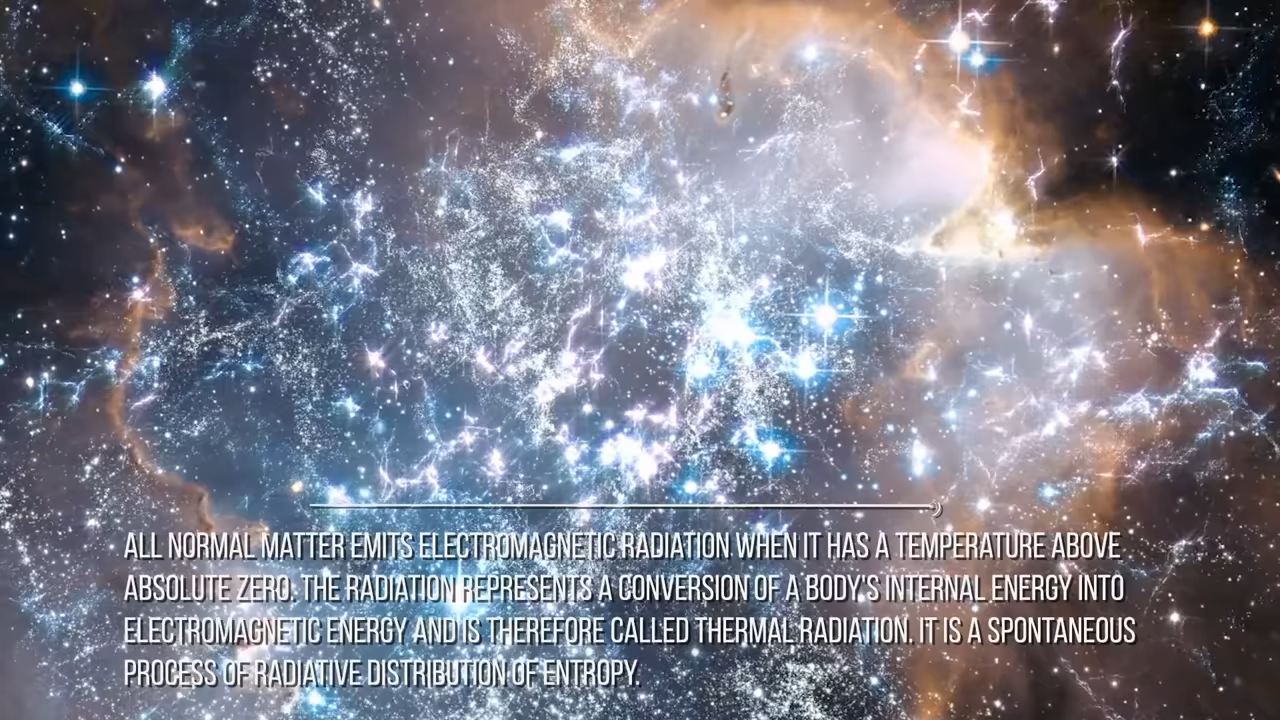 ALL NORMAL MATTER EMITS ELECTROMAGNETIC RADIATION WHEN IT HAS A TEMPERATURE ABOVE
ABSOLUTE ZERO. THE RADIATION REPRESENTS A CONVERSION OF A BODY'S INTERNAL ENERGY INTO
ELECTROMAGNETIC ENERGY AND IS THEREFORE CALLED THERMAL RADIATION. IT IS A SPONTANEOUS
PROCESS OF RADIATIVE DISTRIBUTION OF ENTROPY.